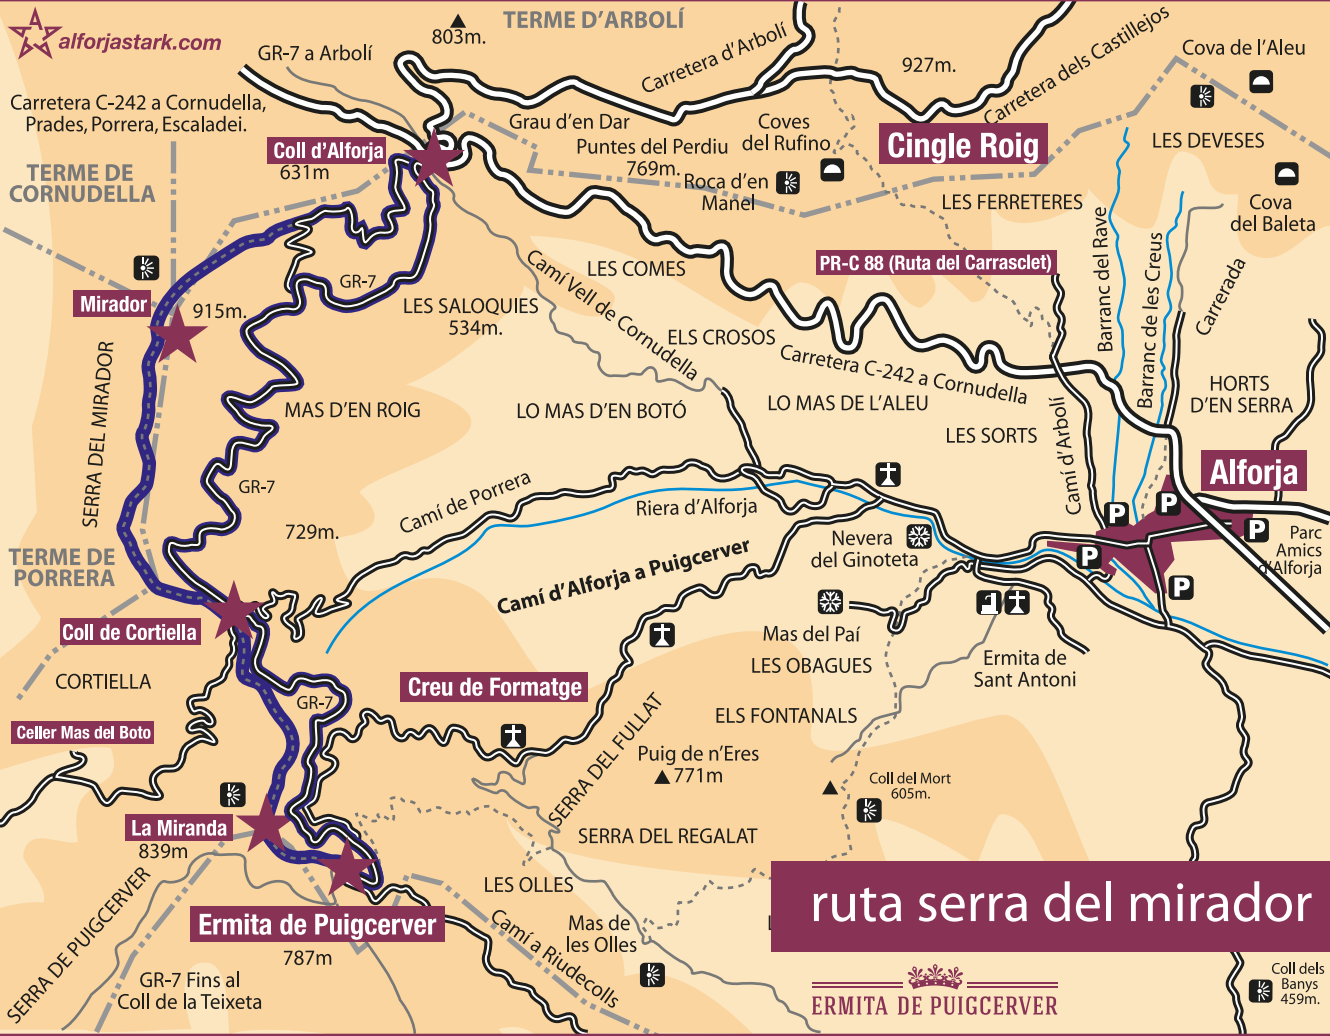 alforjastark.com
TERME D'ARBOLÍ
803m.
GR-7 a Arbolí
Carretera d'Arbolí
927m.
Carretera dels Castillejos
Cova de l'Aleu
Carretera C-242 a Cornudella,
Prades, Porrera, Escaladei.
Grau d'en Dar
Coves
del Rufino
Cingle Roig
LES DEVESES
Coll d'Alforja
631m
Puntes del Perdiu
769m.
Roca d'en
Manel
TERME DE
CORNUDELLA
LES FERRETERES
Cova
del Baleta
Barranc del Rave
Barranc de les Creus
Carrerada
PR-C 88 (Ruta del Carrasclet)
LES COMES
Camí Vell de Cornudella
GR-7
Mirador
915m.
LES SALOQUIES
534m.
ELS CROSOS
Carretera C-242 a Cornudella
SERRA DEL MIRADOR
MAS D'EN ROIG
LO MAS D'EN BOTÓ
LO MAS DE L'ALEU
HORTS
D'EN SERRA
LES SORTS
Camí d'Arbolí
Alforja
GR-7
Camí de Porrera
Riera d'Alforja
729m.
P
P
P
P
P
Parc
Amics
d'Alforja
Nevera
del Ginoteta
TERME DE
PORRERA
Camí d'Alforja a Puigcerver
Coll de Cortiella
Mas del Paí
LES OBAGUES
Ermita de
Sant Antoni
CORTIELLA
Creu de Formatge
GR-7
ELS FONTANALS
Celler Mas del Boto
SERRA DEL FULLAT
Puig de n'Eres
771m
Coll del Mort
605m.
La Miranda
839m
SERRA DEL REGALAT
LES OLLES
ruta serra del mirador
SERRA DE PUIGCERVER
Ermita de Puigcerver
787m
Mas de
les Olles
Camí a Riudecolls
GR-7 Fins al
Coll de la Teixeta
ERMITA DE PUIGCERVER
Coll dels
Banys
459m.